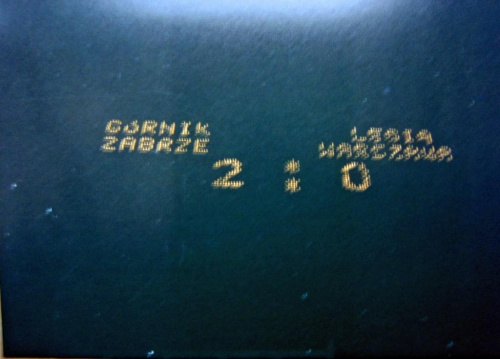 GÓRNIK
ZABRZE
LEGIA
WARSZAWA
2 : 0